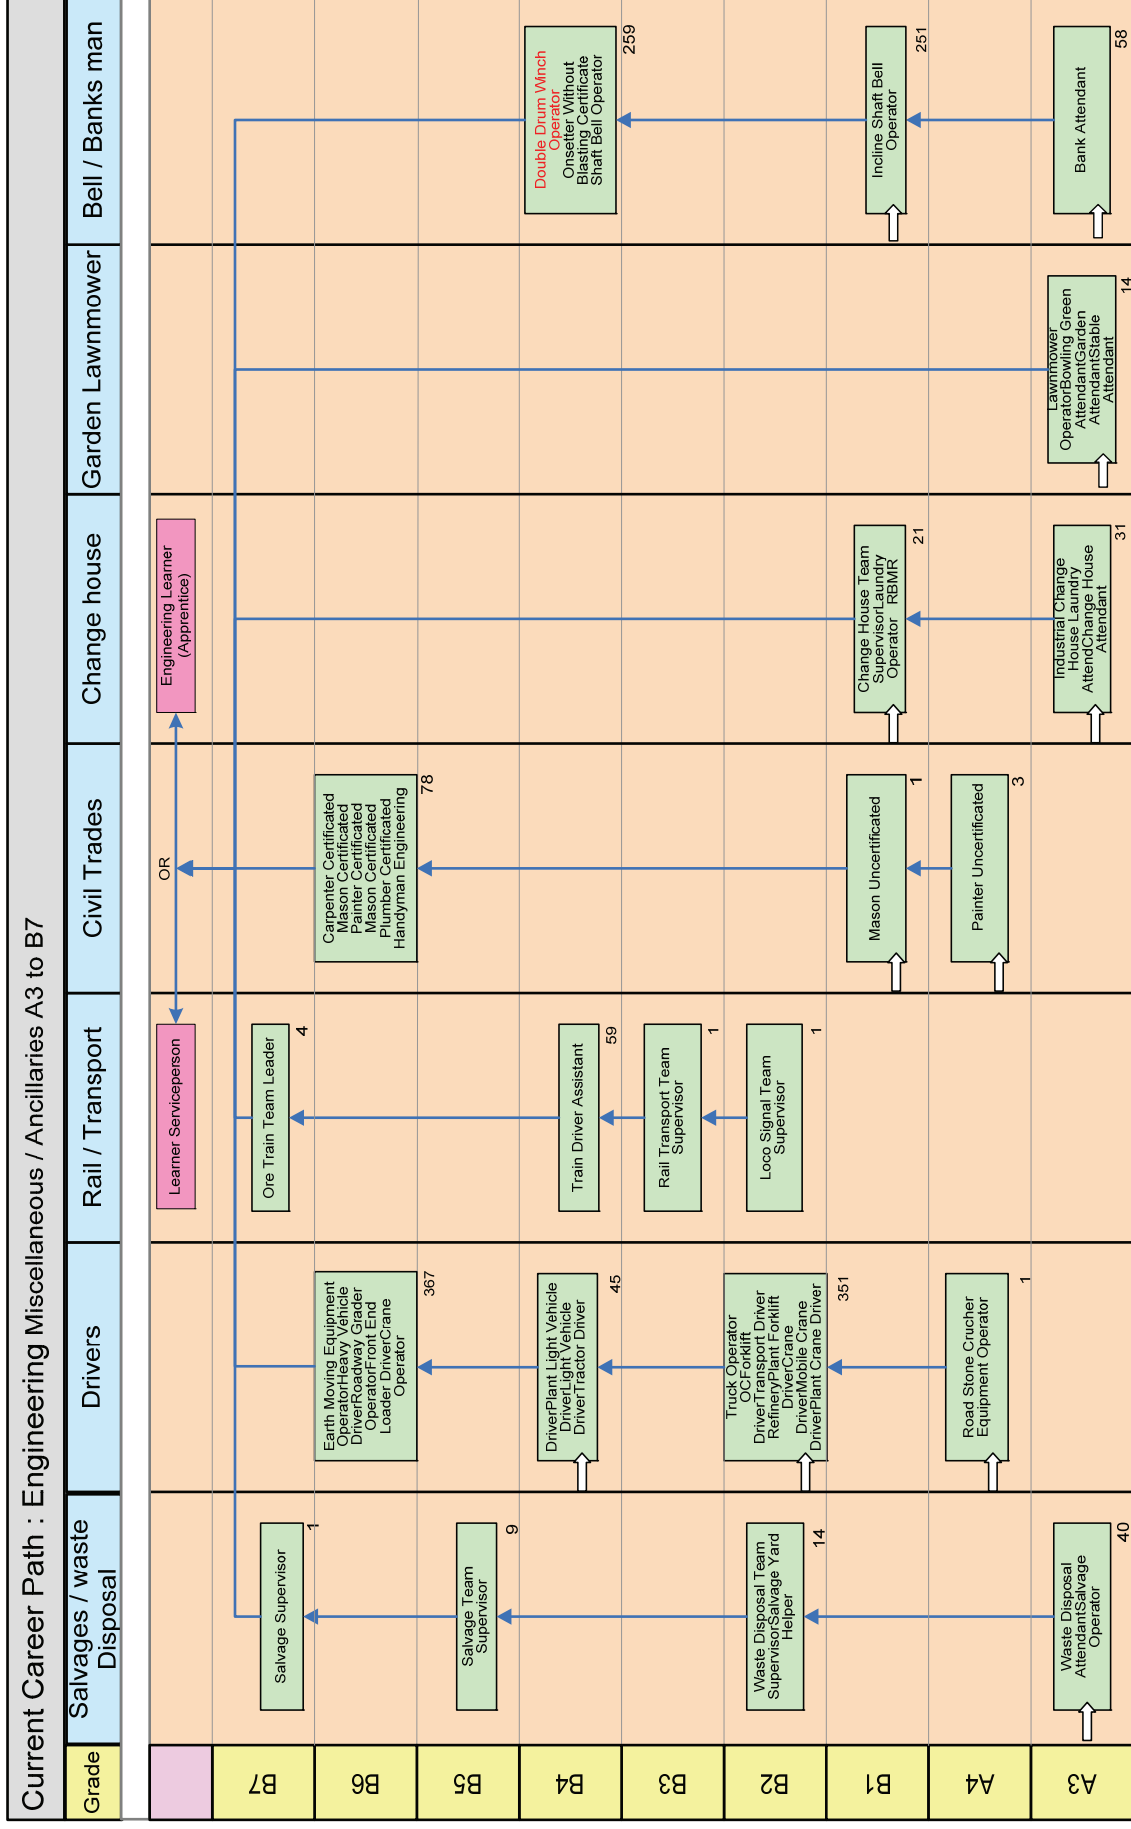 Current Career Path : Engineering Miscellaneous / Ancillaries A3 to B7
Grade
Salvages / waste
Disposal
Drivers
Rail / Transport
Civil Trades
Change house
Garden Lawnmower
Bell / Banks man
Learner Serviceperson
OR
Engineering Learner
(Apprentice)
B7
Salvage Supervisor
1
Ore Train Team Leader
4
B6
Earth Moving Equipment
OperatorHeavy Vehicle
DriverRoadway Grader
OperatorFront End
Loader DriverCrane
Operator
367
Carpenter Certificated
Mason Certificated
Painter Certificated
Mason Certificated
Plumber Certificated
Handyman Engineering
78
B5
Salvage Team
Supervisor
9
B4
DriverPlant Light Vehicle
DriverLight Vehicle
DriverTractor Driver
45
Train Driver Assistant
59
Double Drum Winch
Operator
Onsetter Without
Blasting Certificate
Shaft Bell Operator
259
B3
Rail Transport Team
Supervisor
1
B2
Waste Disposal Team
SupervisorSalvage Yard
Helper
14
Truck Operator
OCForklift
DriverTransport Driver
RefineryPlant Forklift
DriverCrane
DriverMobile Crane
DriverPlant Crane Driver
351
Loco Signal Team
Supervisor
1
B1
Mason Uncertificated
1
Change House Team
SupervisorLaundry
Operator RBMR
21
Incline Shaft Bell
Operator
251
A4
Road Stone Crucher
Equipment Operator
1
Painter Uncertificated
3
A3
Waste Disposal
AttendantSalvage
Operator
40
Industrial Change
House Laundry
AttendChange House
Attendant
31
Lawnmower
OperatorBowling Green
AttendantGarden
AttendantStable
Attendant
14
Bank Attendant
58